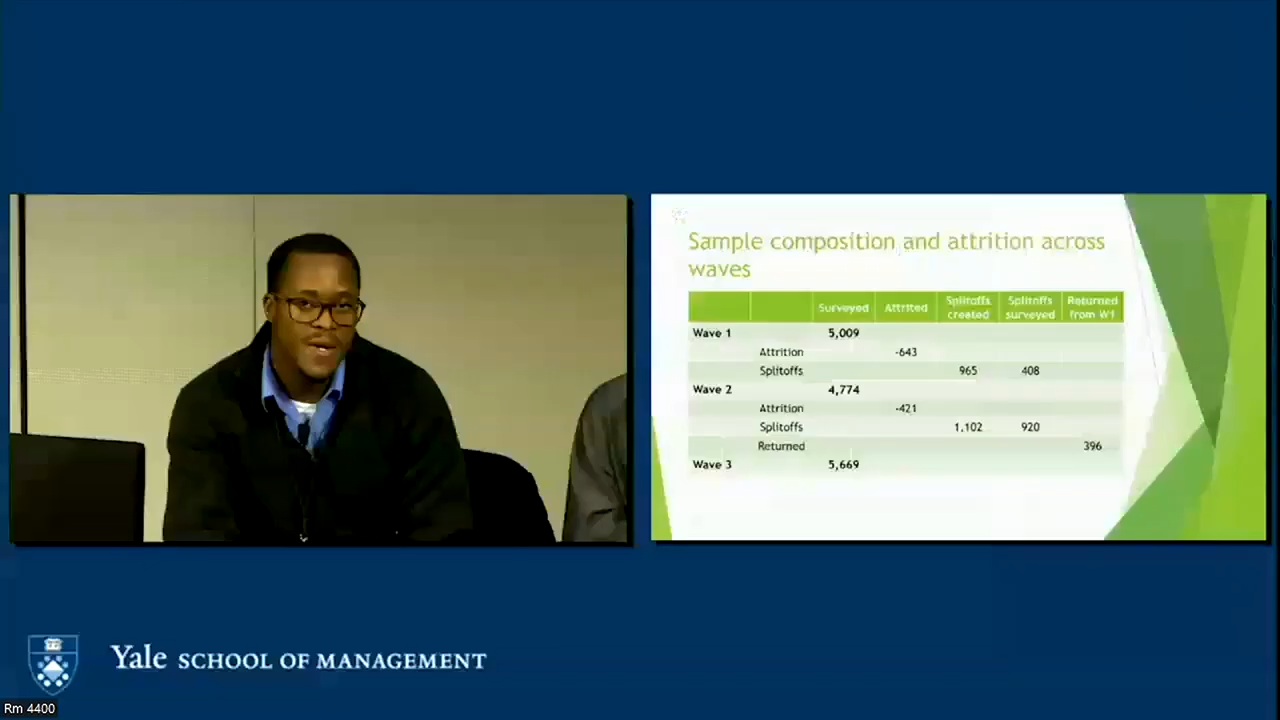 Sample composition and attrition across
waves
Surveyed Attrited Splitoffs created Splitoffs surveyed Returned from W1
Wave 1 5,009
Attrition -643
Splitoffs 965 408
Wave 2 4,774
Attrition -421
Splitoffs 1,102 920
Returned 396
Wave 3 5,669
Yale SCHOOL OF MANAGEMENT
Rm 4400